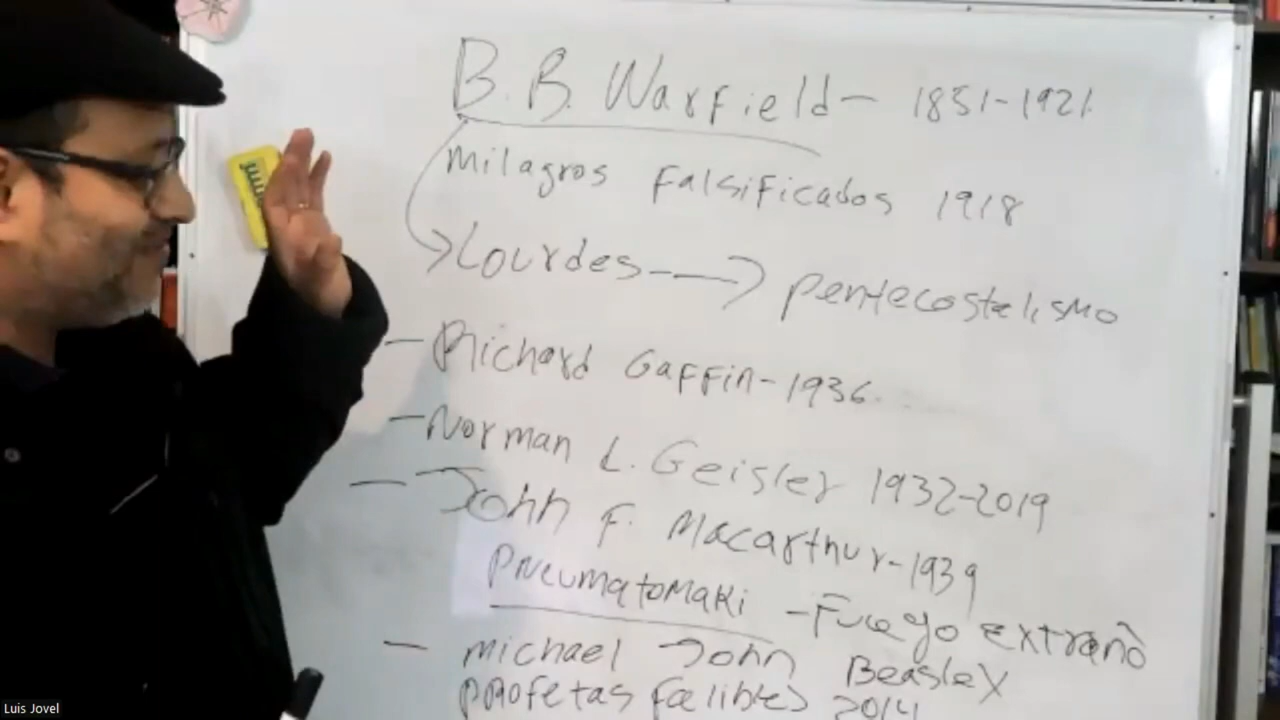 B. B. Warfield - 1851-1921
Milagros Falsificados 1918
Lourdes --> pentecostalismo
- Richard Gaffin - 1936
- Norman L. Geisler 1932-2019
- John F. Macarthur - 1939
Pneumatomaki - Fuego extraño
- Michael John Beasley
Profetas falibles 2014
Luis Jovel